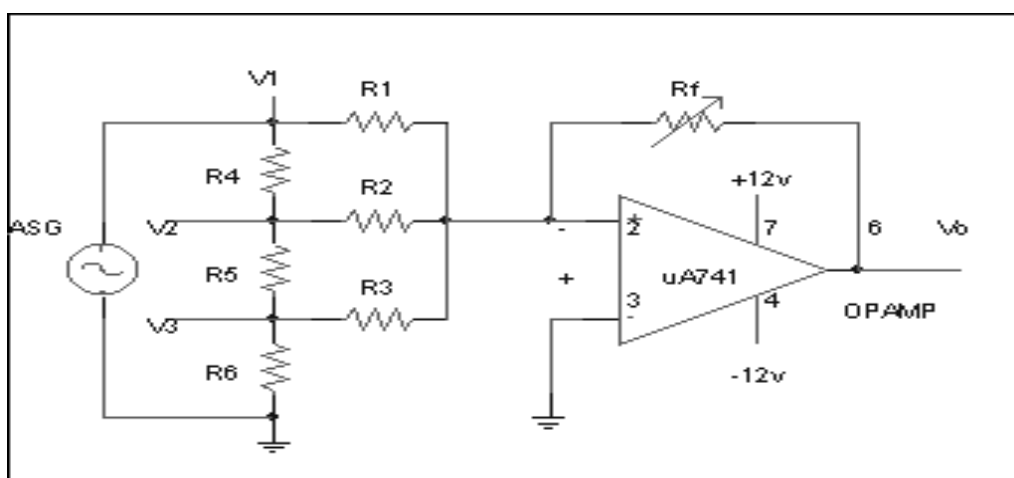 V1
R1
Rf
R4
R2
+12v
ASG
V2
-
+
2
7
6
Vo
R5
R3
+
uA741
V3
3
-
4
OPAMP
R6
-12v